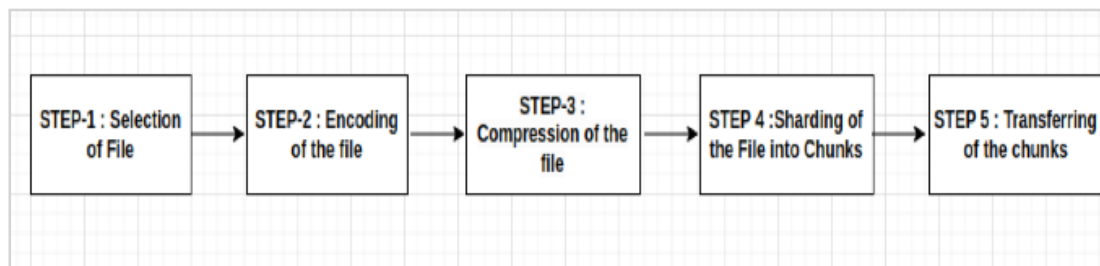 STEP-1 : Selection
of File
STEP-2 : Encoding
of the file
STEP-3 :
Compression of the
file
STEP 4 :Sharding of
the File into Chunks
STEP 5 : Transferring
of the chunks